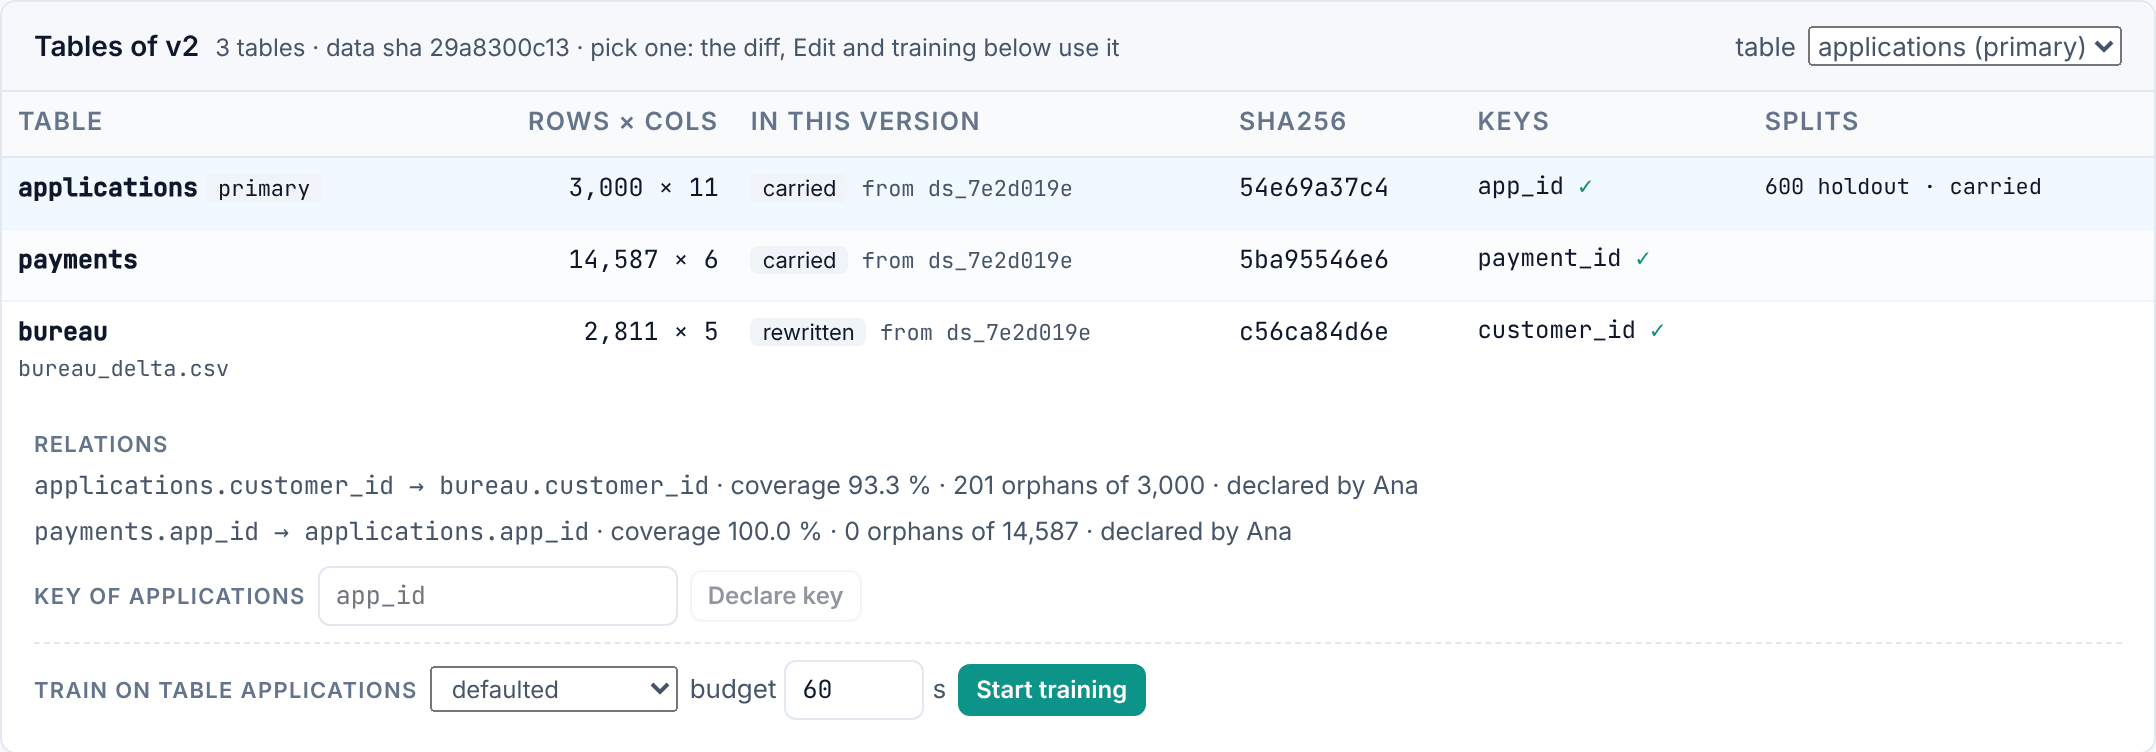 Tables of v2 3 tables · data sha 29a8300c13 · pick one: the diff, Edit and training below use it table applications (primary)
TABLE ROWS × COLS IN THIS VERSION SHA256 KEYS SPLITS
applications primary 3,000 × 11 carried from ds_7e2d019e 54e69a37c4 app_id ✓ 600 holdout · carried
payments 14,587 × 6 carried from ds_7e2d019e 5ba95546e6 payment_id ✓
bureau 2,811 × 5 rewritten from ds_7e2d019e c56ca84d6e customer_id ✓
bureau_delta.csv
RELATIONS
applications.customer_id → bureau.customer_id · coverage 93.3 % · 201 orphans of 3,000 · declared by Ana
payments.app_id → applications.app_id · coverage 100.0 % · 0 orphans of 14,587 · declared by Ana
KEY OF APPLICATIONS app_id Declare key
TRAIN ON TABLE APPLICATIONS defaulted budget 60 s Start training